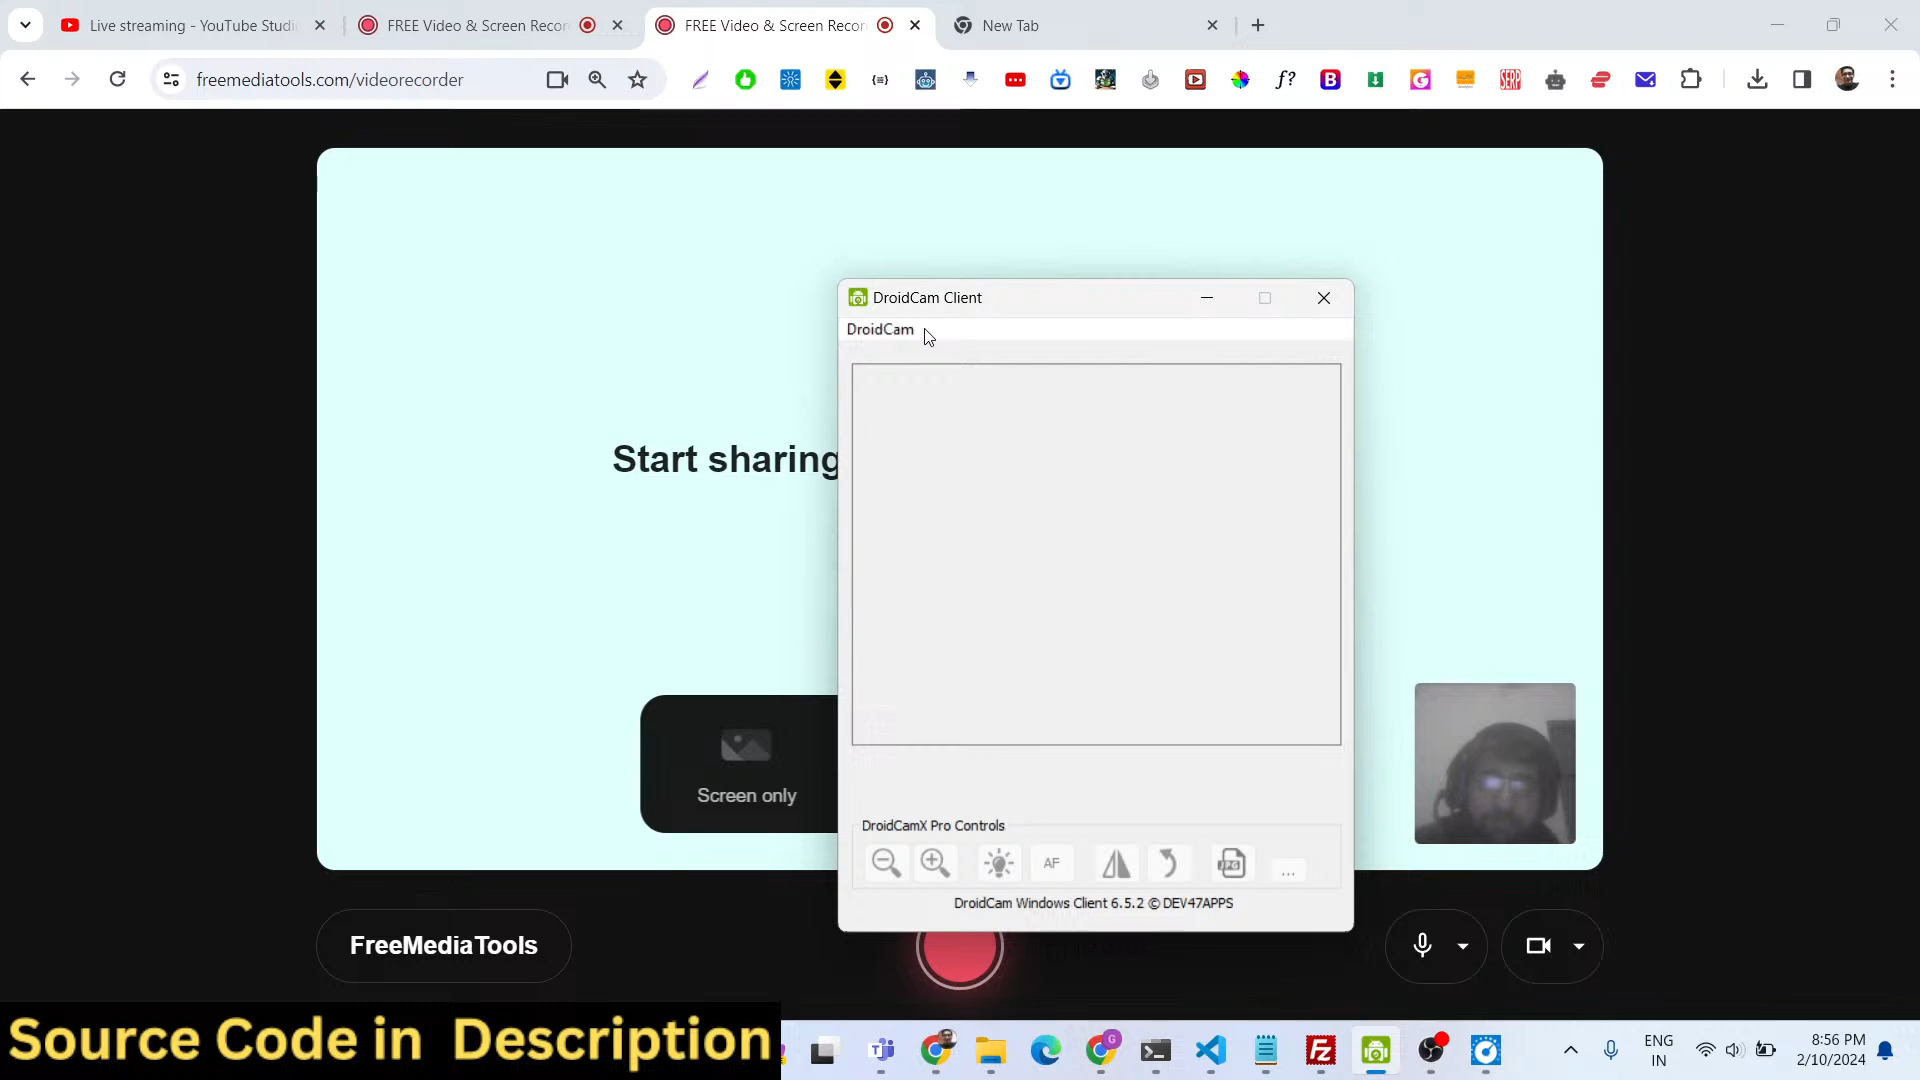 Live streaming - YouTube Studi
FREE Video & Screen Recor
FREE Video & Screen Recor
New Tab
freemediatools.com/videorecorder
DroidCam Client
DroidCam
Start sharing
Screen only
DroidCamX Pro Controls
AF
JPG
...
DroidCam Windows Client 6.5.2 © DEV47APPS
FreeMediaTools
Source Code in Description
ENG
IN
8:56 PM
2/10/2024